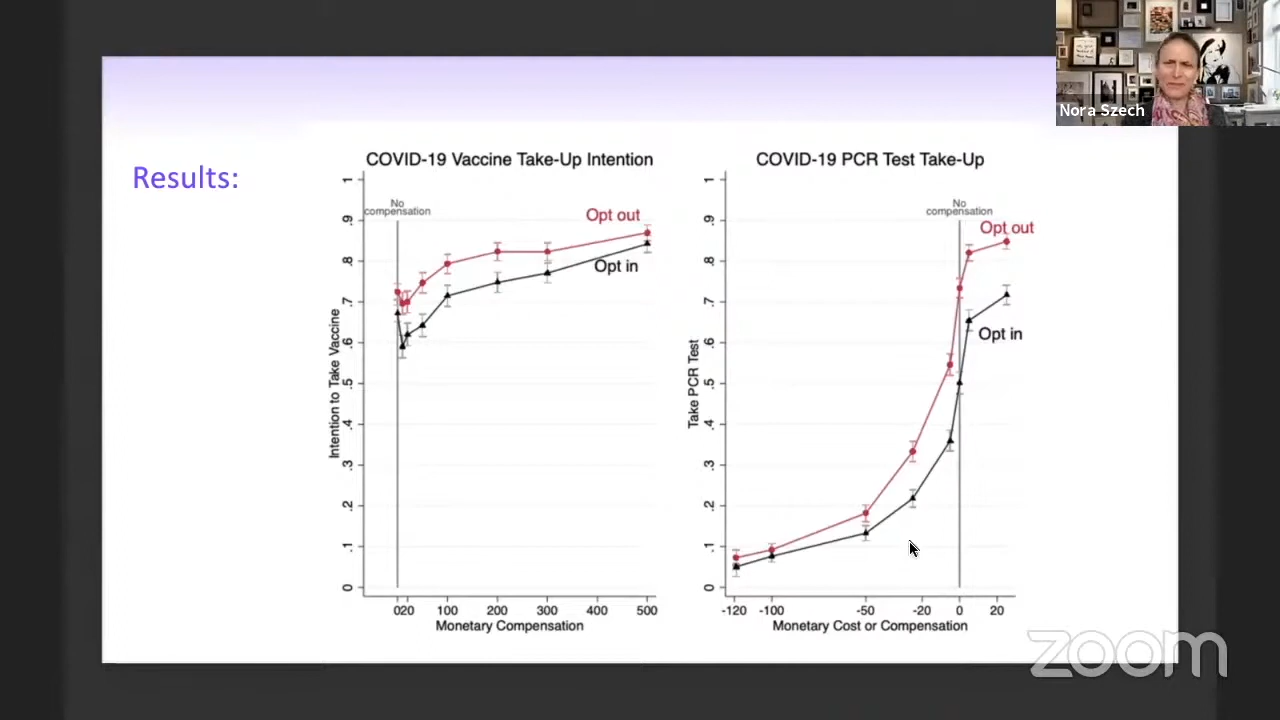 Nora Szech
Results:
COVID-19 Vaccine Take-Up Intention
No
compensation
Opt out
Opt in
Intention to Take Vaccine
1
.9
.8
.7
.6
.5
.4
.3
.2
.1
0
020 100 200 300 400 500
Monetary Compensation
COVID-19 PCR Test Take-Up
No
compensation
Opt out
Opt in
Take PCR Test
1
.9
.8
.7
.6
.5
.4
.3
.2
.1
0
-120 -100 -50 -20 0 20
Monetary Cost or Compensation
zoom